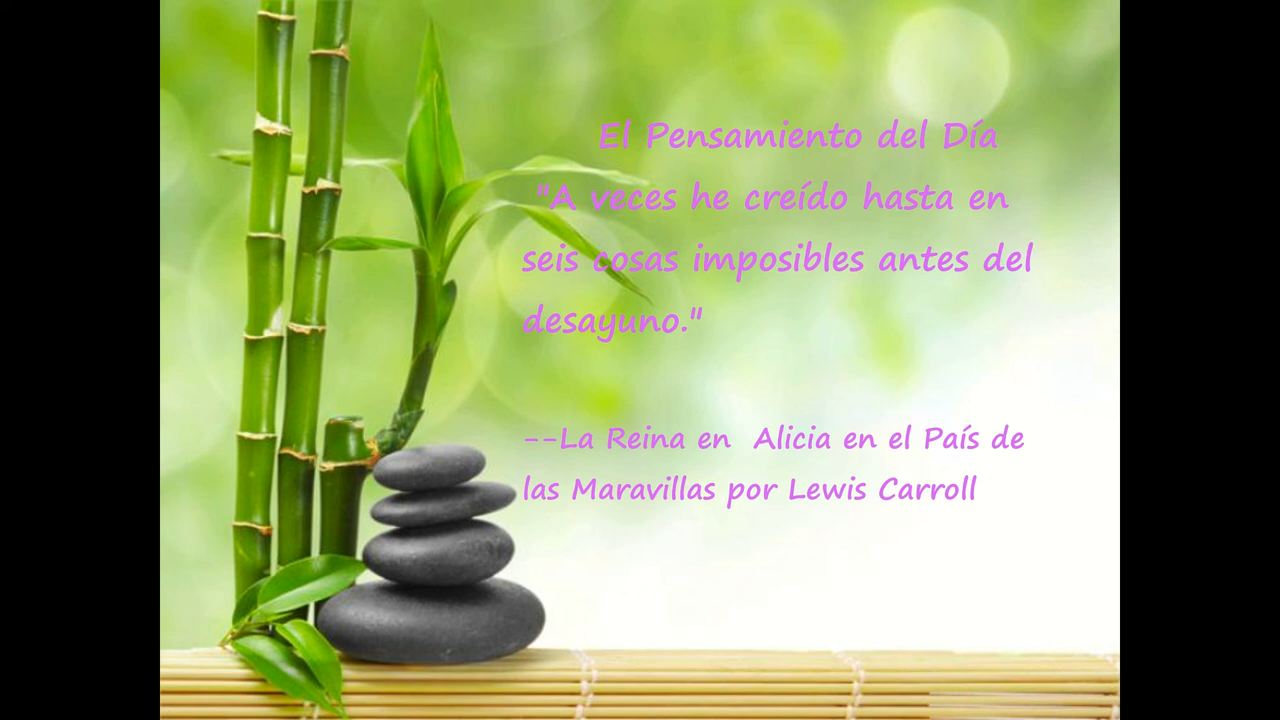 El Pensamiento del Día
"A veces he creído hasta en
seis cosas imposibles antes del
desayuno."
--La Reina en  Alicia en el País de
las Maravillas por Lewis Carroll